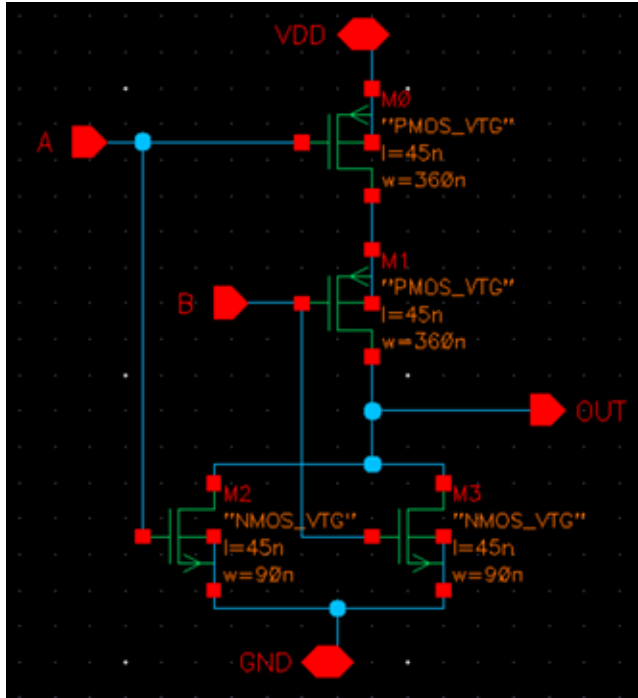 VDD
M0
"PMOS_VTG"
l=45n
w=360n
A
M1
"PMOS_VTG"
l=45n
w=360n
B
OUT
M2
"NMOS_VTG"
l=45n
w=90n
M3
"NMOS_VTG"
l=45n
w=90n
GND